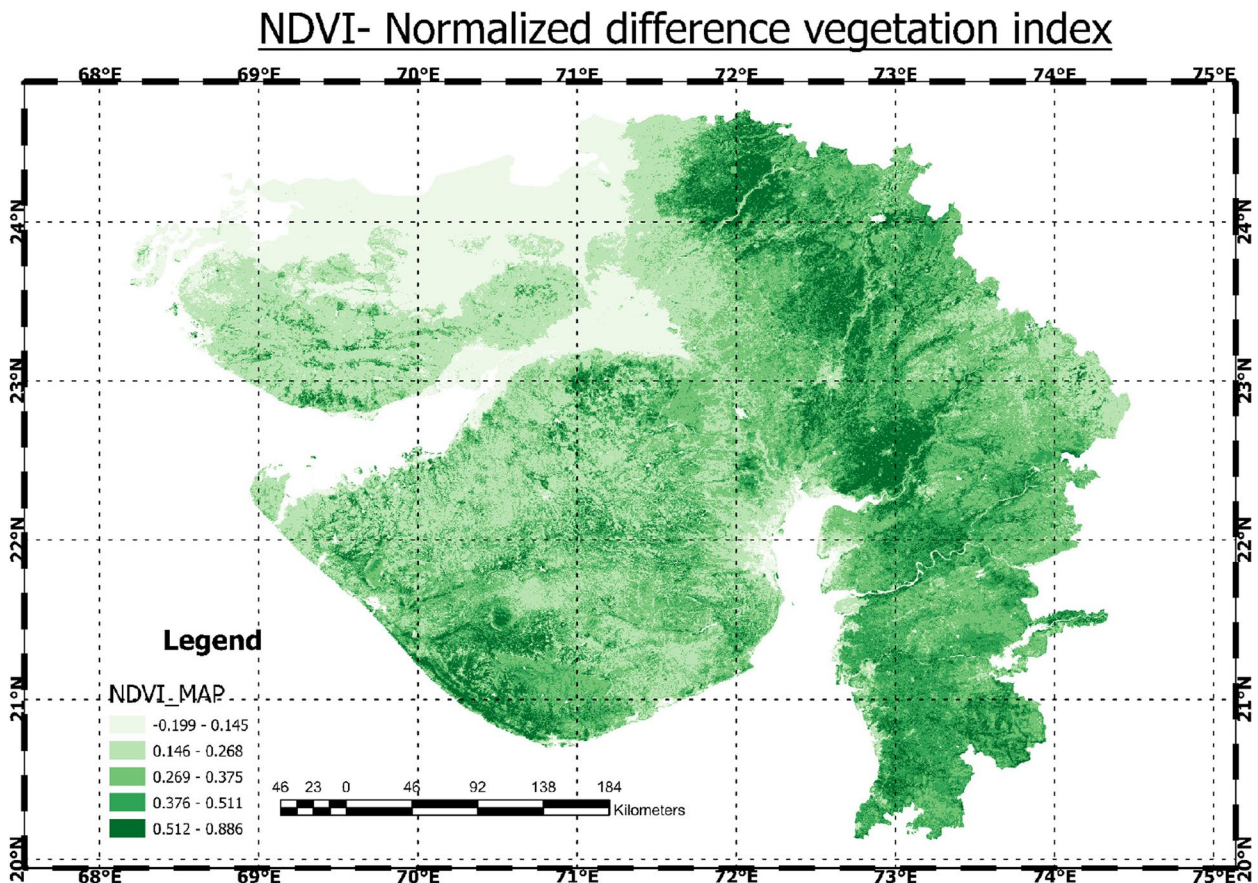 NDVI- Normalized difference vegetation index
68°E 69°E 70°E 71°E 72°E 73°E 74°E 75°E
24°N 24°N
23°N 23°N
22°N 22°N
21°N 21°N
20°N 20°N
Legend
NDVI_MAP
-0.199 - 0.145
0.146 - 0.268
0.269 - 0.375
0.376 - 0.511
0.512 - 0.886
46 23 0 46 92 138 184
Kilometers
68°E 69°E 70°E 71°E 72°E 73°E 74°E 75°E